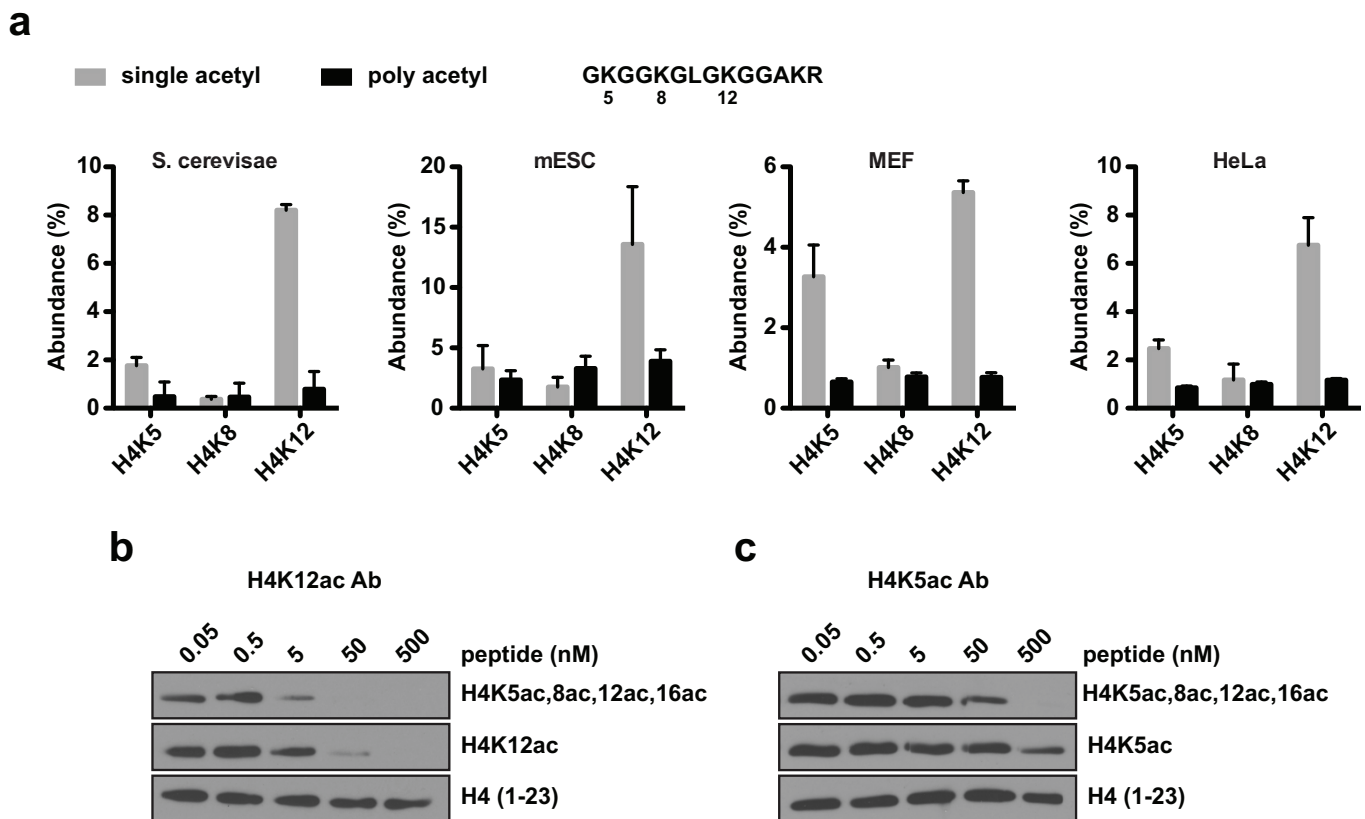 a
single acetyl poly acetyl GKGGKGLGKGGAKR
5 8 12
S. cerevisae
Abundance (%)
10
8
6
4
2
0
H4K5 H4K8 H4K12
mESC
Abundance (%)
20
15
10
5
0
H4K5 H4K8 H4K12
MEF
Abundance (%)
6
4
2
0
H4K5 H4K8 H4K12
HeLa
Abundance (%)
10
8
6
4
2
0
H4K5 H4K8 H4K12
b
H4K12ac Ab
0.05 0.5 5 50 500 peptide (nM)
H4K5ac,8ac,12ac,16ac
H4K12ac
H4 (1-23)
c
H4K5ac Ab
0.05 0.5 5 50 500 peptide (nM)
H4K5ac,8ac,12ac,16ac
H4K5ac
H4 (1-23)